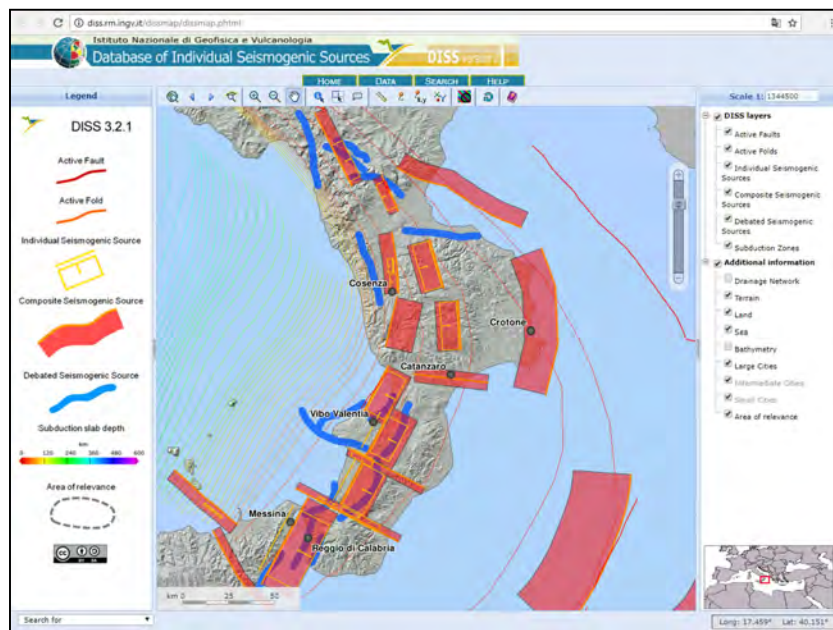 diss.rm.ingv.it/dissmap/dissmap.phtml
Istituto Nazionale di Geofisica e Vulcanologia
Database of Individual Seismogenic Sources
DISS
HOME DATA SEARCH HELP
Legend
Scale 1: 1344500
DISS 3.2.1
Active Fault
Active Fold
Individual Seismogenic Source
Composite Seismogenic Source
Debated Seismogenic Source
Subduction slab depth
km
0 120 240 360 480 600
Area of relevance
CC
Search for
Cosenza
Crotone
Catanzaro
Vibo Valentia
Messina
Reggio di Calabria
km 0 25 50
DISS layers
Active Faults
Active Folds
Individual Seismogenic
Sources
Composite Seismogenic
Sources
Debated Seismogenic
Sources
Subduction Zones
Additional information
Drainage Network
Terrain
Land
Sea
Bathymetry
Large Cities
Intermediate Cities
Small Cities
Area of relevance
Long: 17.459° Lat: 40.151°